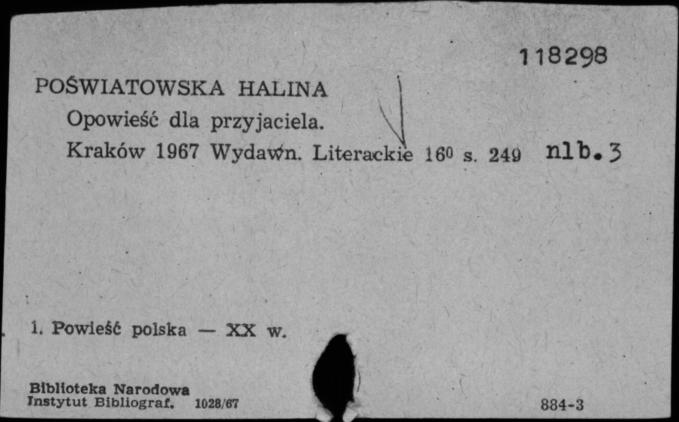 118298
POŚWIATOWSKA HALINA
Opowieść dla przyjaciela.
Kraków 1967 Wydawn. Literackie 16⁰ s. 249 nlb. 3
1. Powieść polska — XX w.
Biblioteka Narodowa
Instytut Bibliograf. 1028/67
884-3